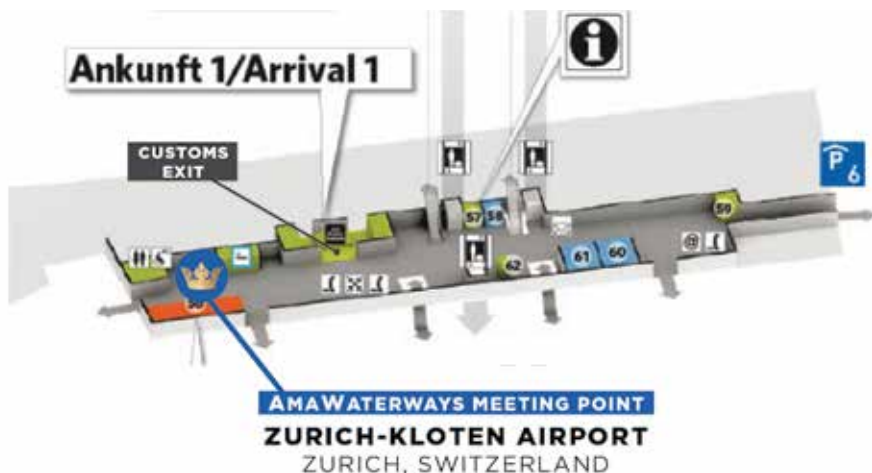 Ankunft 1/Arrival 1
i
CUSTOMS
EXIT
P
6
57
58
59
62
61
60
@
AMAWATERWAYS MEETING POINT
ZURICH-KLOTEN AIRPORT
ZURICH, SWITZERLAND